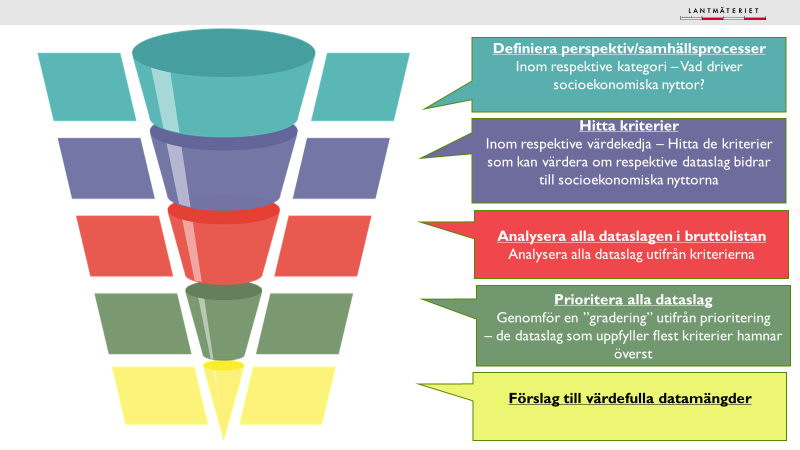 LANTMÄTERIET
Definiera perspektiv/samhällsprocesser
Inom respektive kategori – Vad driver
socioekonomiska nyttor?
Hitta kriterier
Inom respektive värdekedja – Hitta de kriterier
som kan värdera om respektive dataslag bidrar
till socioekonomiska nyttorna
Analysera alla dataslagen i bruttolistan
Analysera alla dataslag utifrån kriterierna
Prioritera alla dataslag
Genomför en ”gradering” utifrån prioritering
– de dataslag som uppfyller flest kriterier hamnar
överst
Förslag till värdefulla datamängder